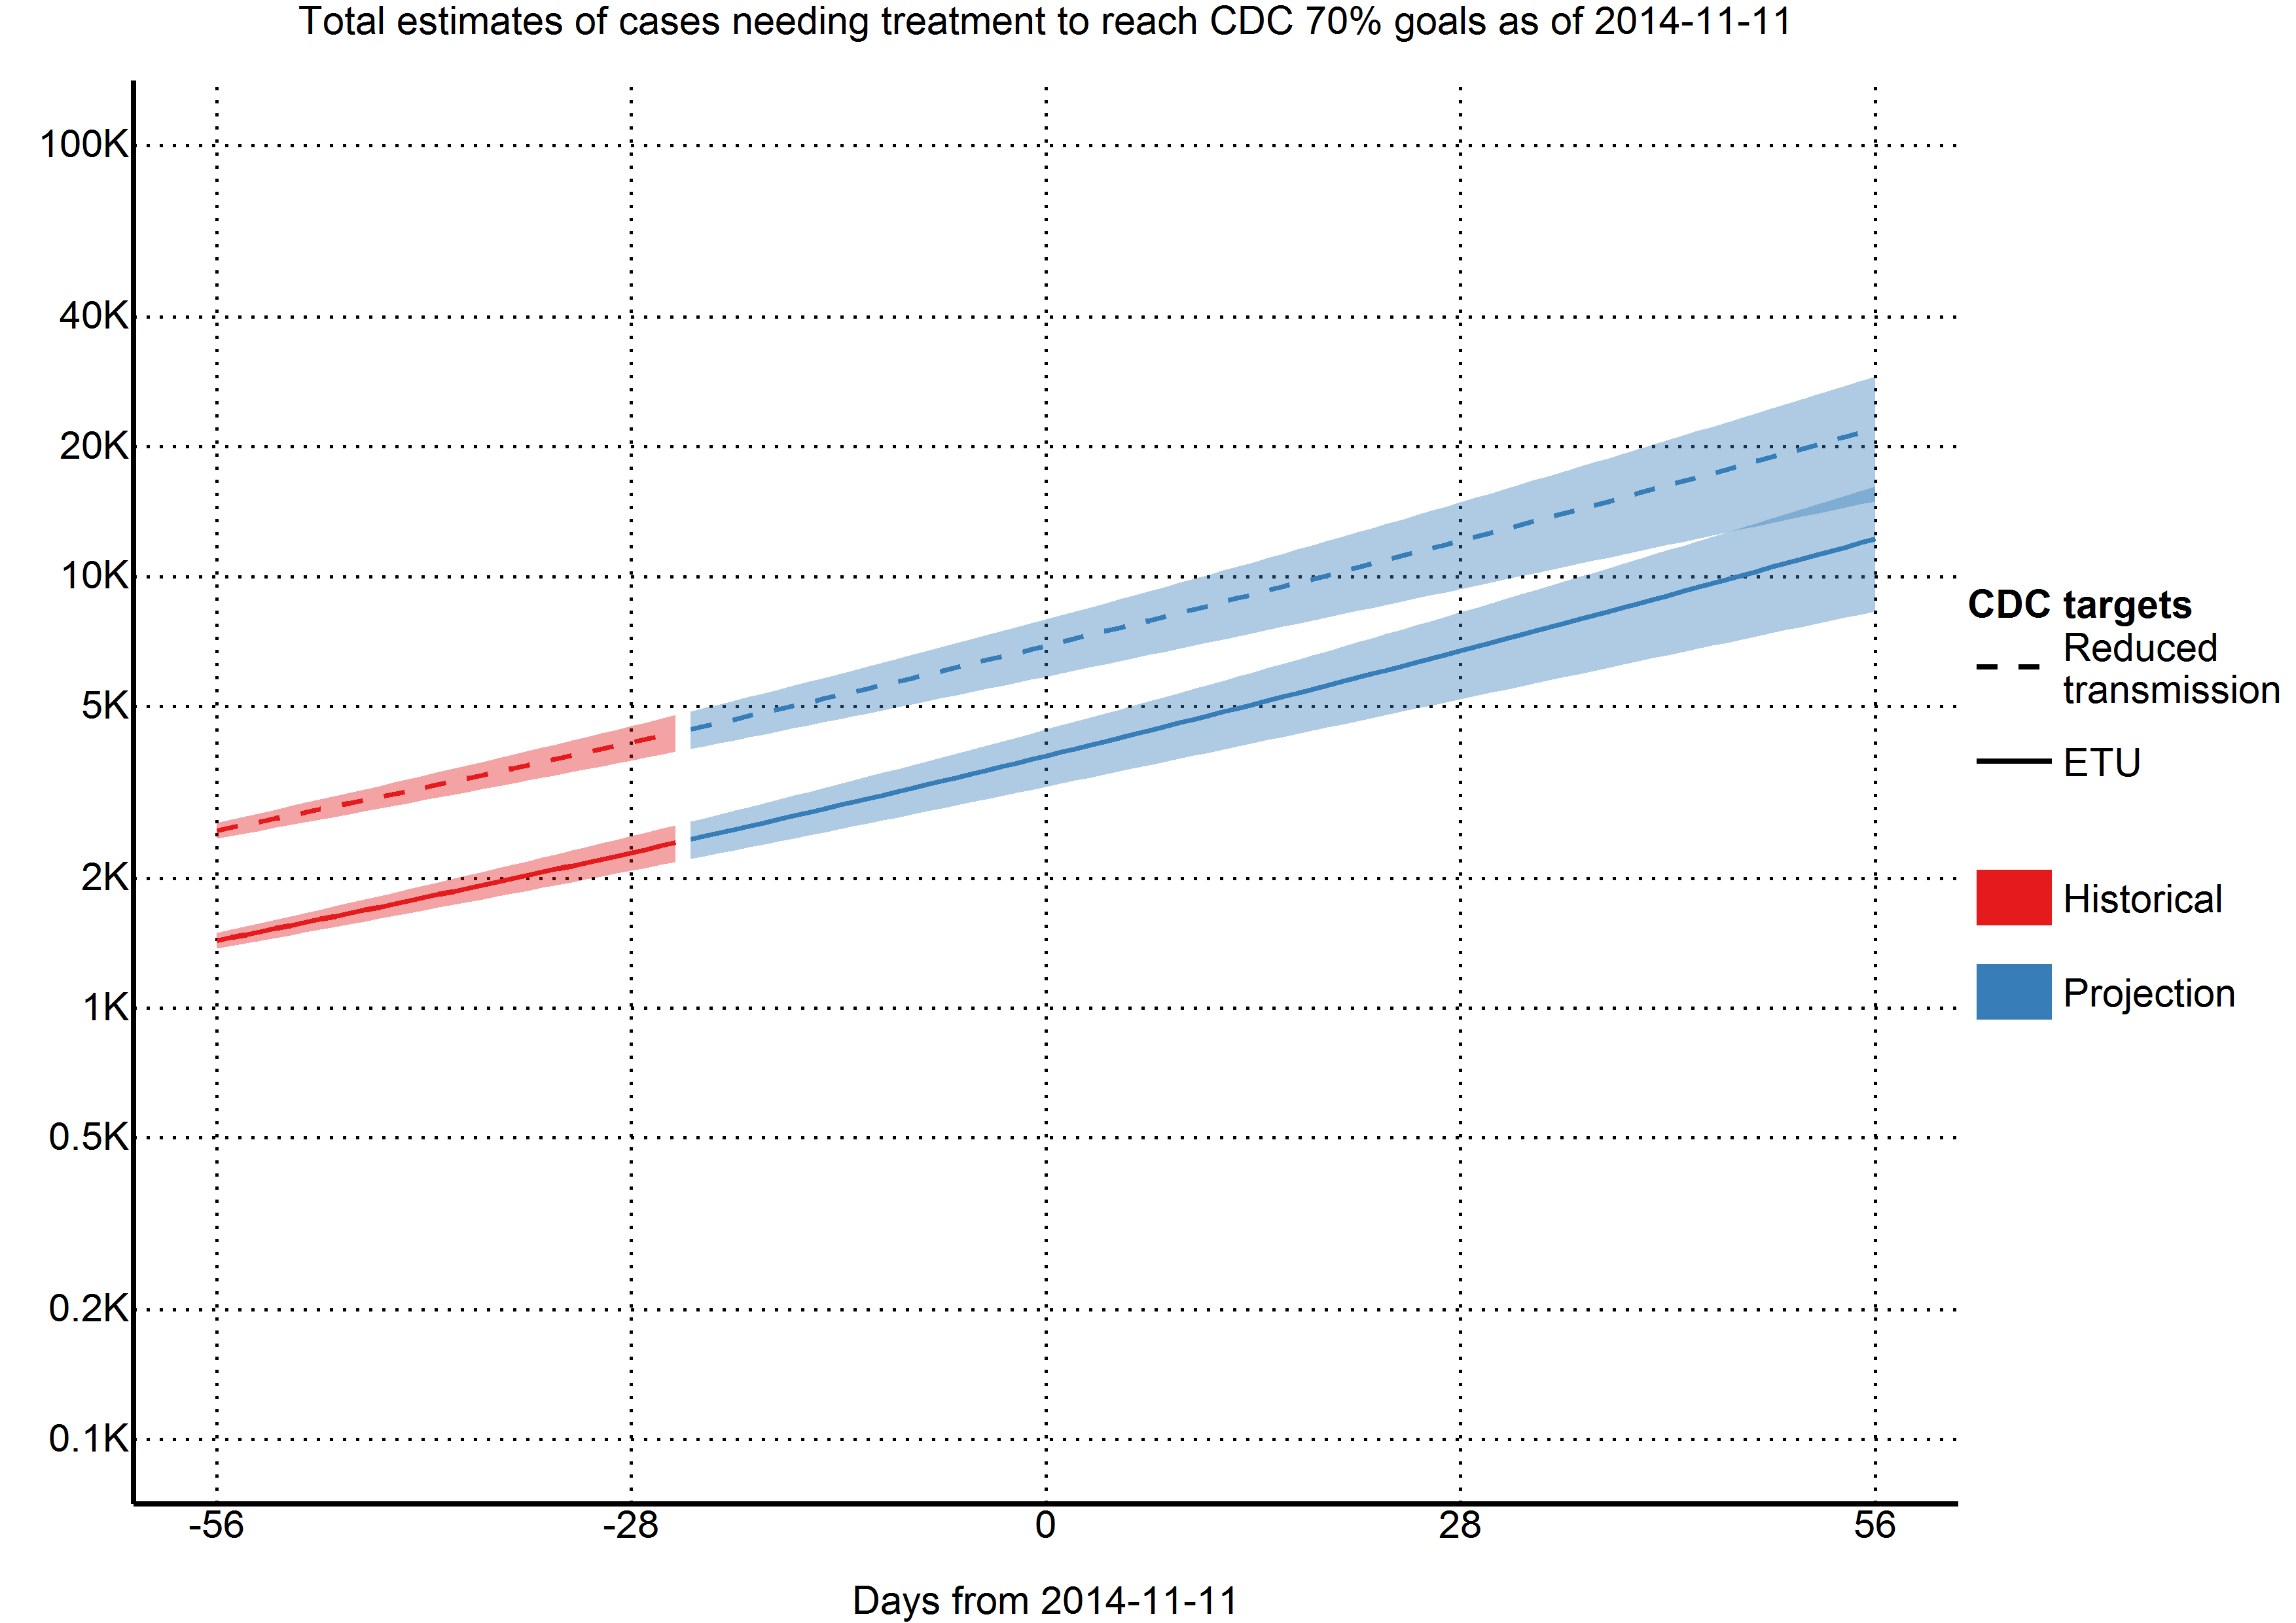 Total estimates of cases needing treatment to reach CDC 70% goals as of 2014-11-11
100K
40K
20K
10K
5K
2K
1K
0.5K
0.2K
0.1K
-56
-28
0
28
56
Days from 2014-11-11
CDC targets
Reduced
transmission
ETU
Historical
Projection